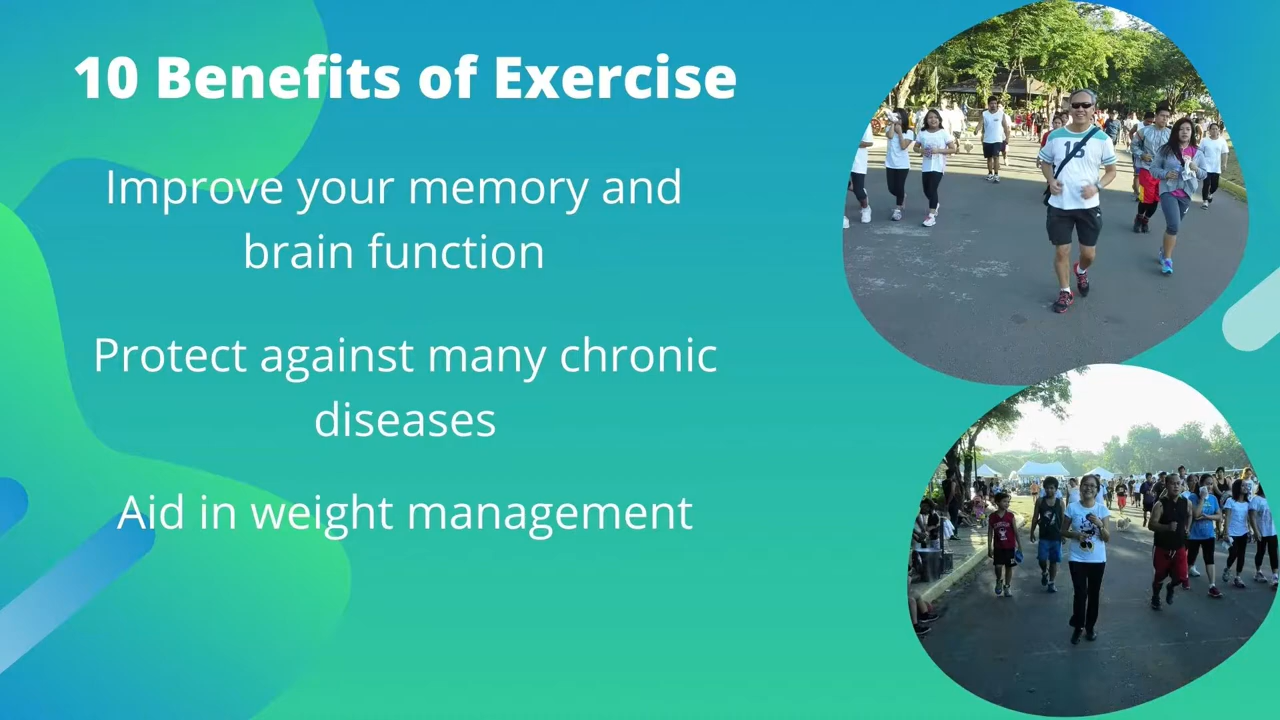 10 Benefits of Exercise
Improve your memory and
brain function
Protect against many chronic
diseases
Aid in weight management
16